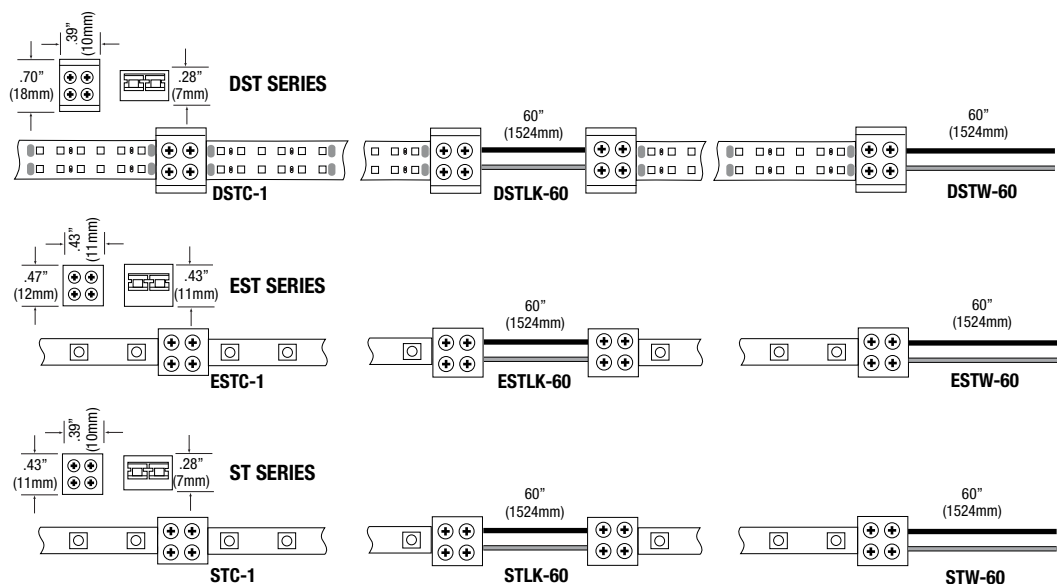 .39”
(10mm)
.70”
(18mm)
.28”
(7mm)
DST SERIES
60”
(1524mm)
60”
(1524mm)
DSTC-1
DSTLK-60
DSTW-60
.43”
(11mm)
.47”
(12mm)
.43”
(11mm)
EST SERIES
60”
(1524mm)
60”
(1524mm)
ESTC-1
ESTLK-60
ESTW-60
.39”
(10mm)
.43”
(11mm)
.28”
(7mm)
ST SERIES
60”
(1524mm)
60”
(1524mm)
STC-1
STLK-60
STW-60